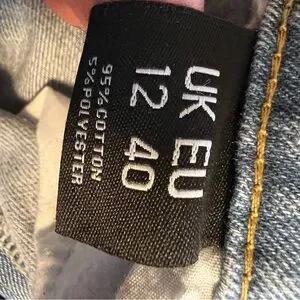 UK EU
12 40
95%COTTON
5%POLYESTER